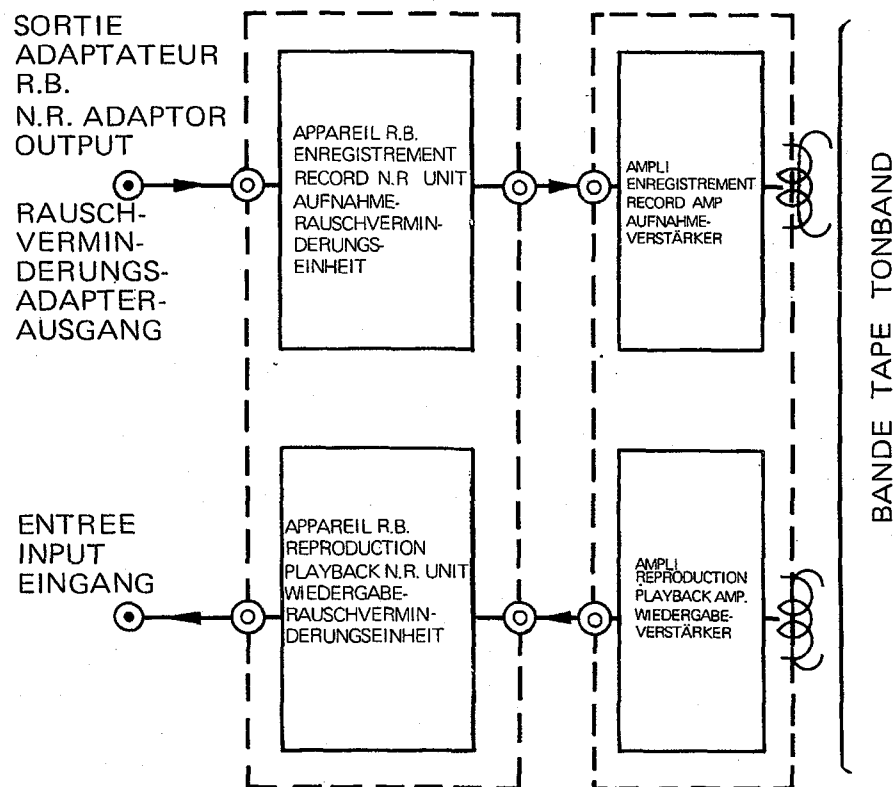 SORTIE
ADAPTATEUR
R.B.
N.R. ADAPTOR
OUTPUT
RAUSCH-
VERMIN-
DERUNGS-
ADAPTER-
AUSGANG
APPAREIL R.B.
ENREGISTREMENT
RECORD N.R UNIT
AUFNAHME-
RAUSCHVERMIN-
DERUNGS-
EINHEIT
AMPLI
ENREGISTREMENT
RECORD AMP
AUFNAHME-
VERSTÄRKER
BANDE TAPE TONBAND
ENTREE
INPUT
EINGANG
APPAREIL R.B.
REPRODUCTION
PLAYBACK N.R. UNIT
WIEDERGABE-
RAUSCHVERMIN-
DERUNGSEINHEIT
AMPLI
REPRODUCTION
PLAYBACK AMP.
WIEDERGABE-
VERSTÄRKER